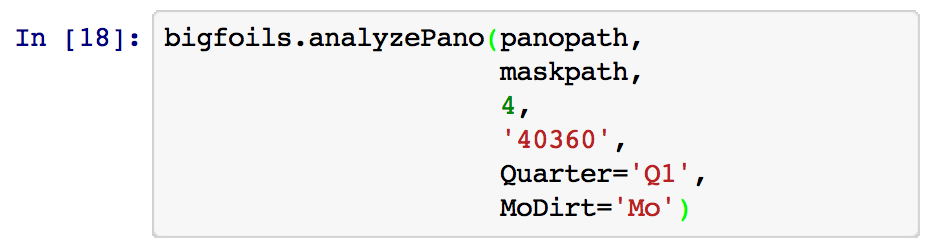 In [18]: bigfoils.analyzePano(panopath,
maskpath,
4,
'40360',
Quarter='Q1',
MoDirt='Mo')